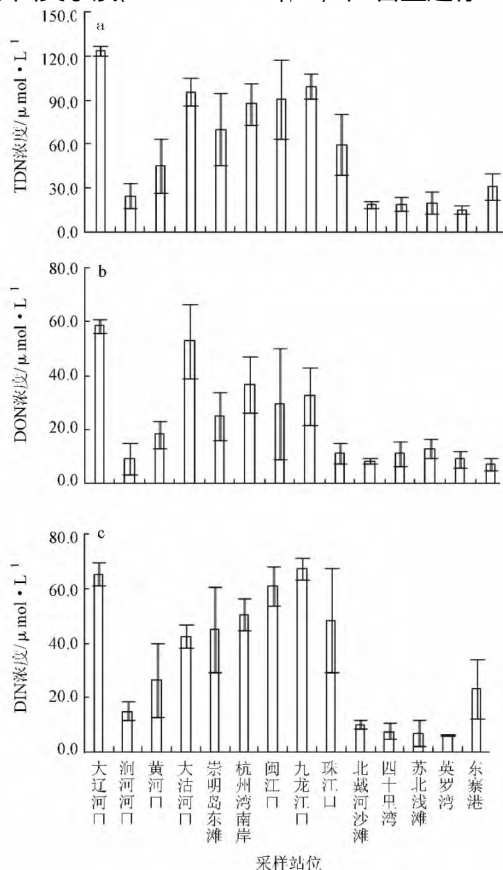 a
TDN浓度/μmol·L⁻¹
150.0
120.0
90.0
60.0
30.0
0.0
b
DON浓度/μmol·L⁻¹
80.0
60.0
40.0
20.0
0.0
c
DIN浓度/μmol·L⁻¹
80.0
60.0
40.0
20.0
0.0
大辽河口
涧河河口
黄河口
大沽河口
崇明岛东滩
杭州湾南岸
闽江口
九龙江口
珠江口
北戴河沙滩
四十里湾
苏北浅滩
英罗湾
东寨港
采样站位